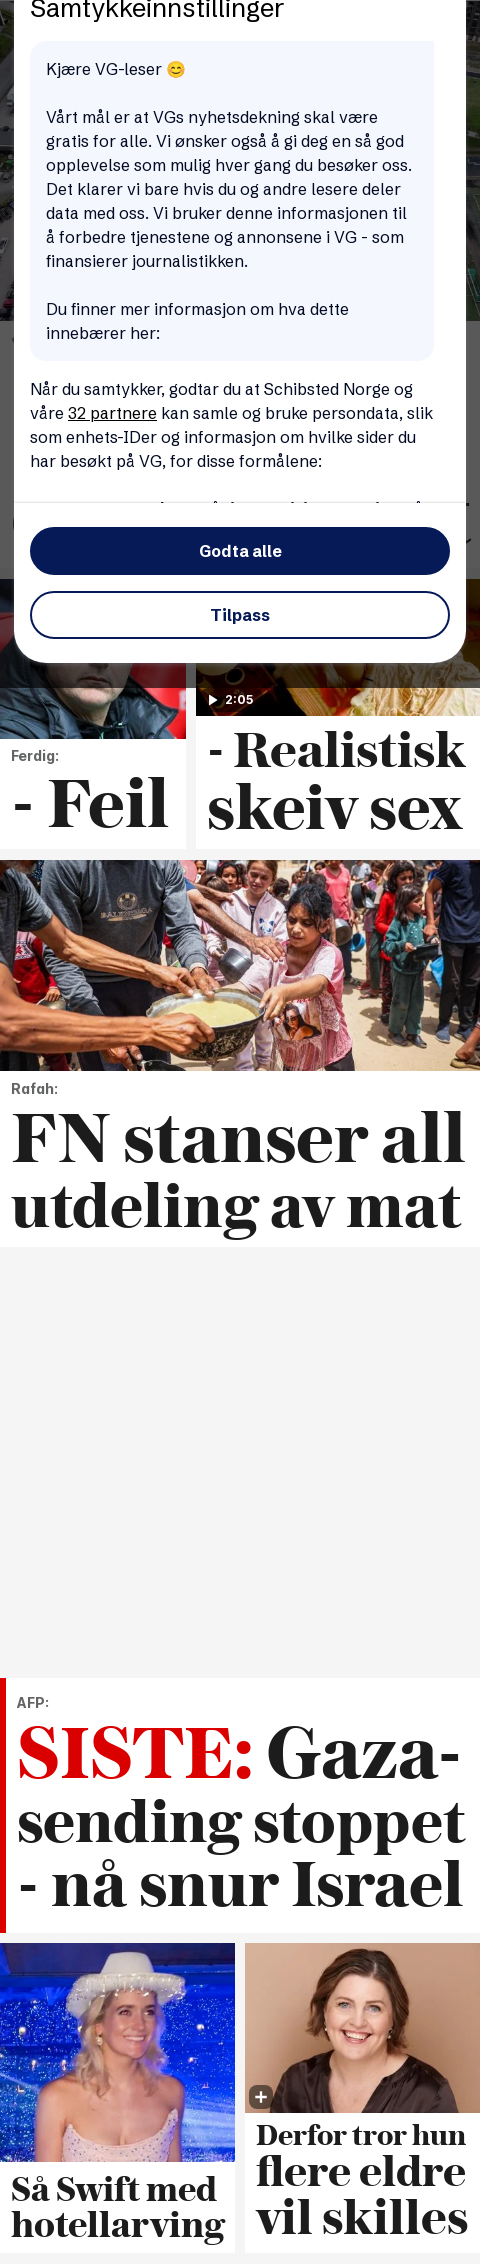 Samtykkeinnstillinger
Kjære VG-leser 😊
Vårt mål er at VGs nyhetsdekning skal være
gratis for alle. Vi ønsker også å gi deg en så god
opplevelse som mulig hver gang du besøker oss.
Det klarer vi bare hvis du og andre lesere deler
data med oss. Vi bruker denne informasjonen til
å forbedre tjenestene og annonsene i VG - som
finansierer journalistikken.
Du finner mer informasjon om hva dette
innebærer her:
Når du samtykker, godtar du at Schibsted Norge og
våre 32 partnere kan samle og bruke persondata, slik
som enhets-IDer og informasjon om hvilke sider du
har besøkt på VG, for disse formålene:
Godta alle
Tilpass
2:05
Ferdig:
- Feil
- Realistisk
skeiv sex
BALENCIAGA
Rafah:
FN stanser all
utdeling av mat
AFP:
SISTE: Gaza-
sending stoppet
- nå snur Israel
Så Swift med
hotellarving
Derfor tror hun
flere eldre
vil skilles